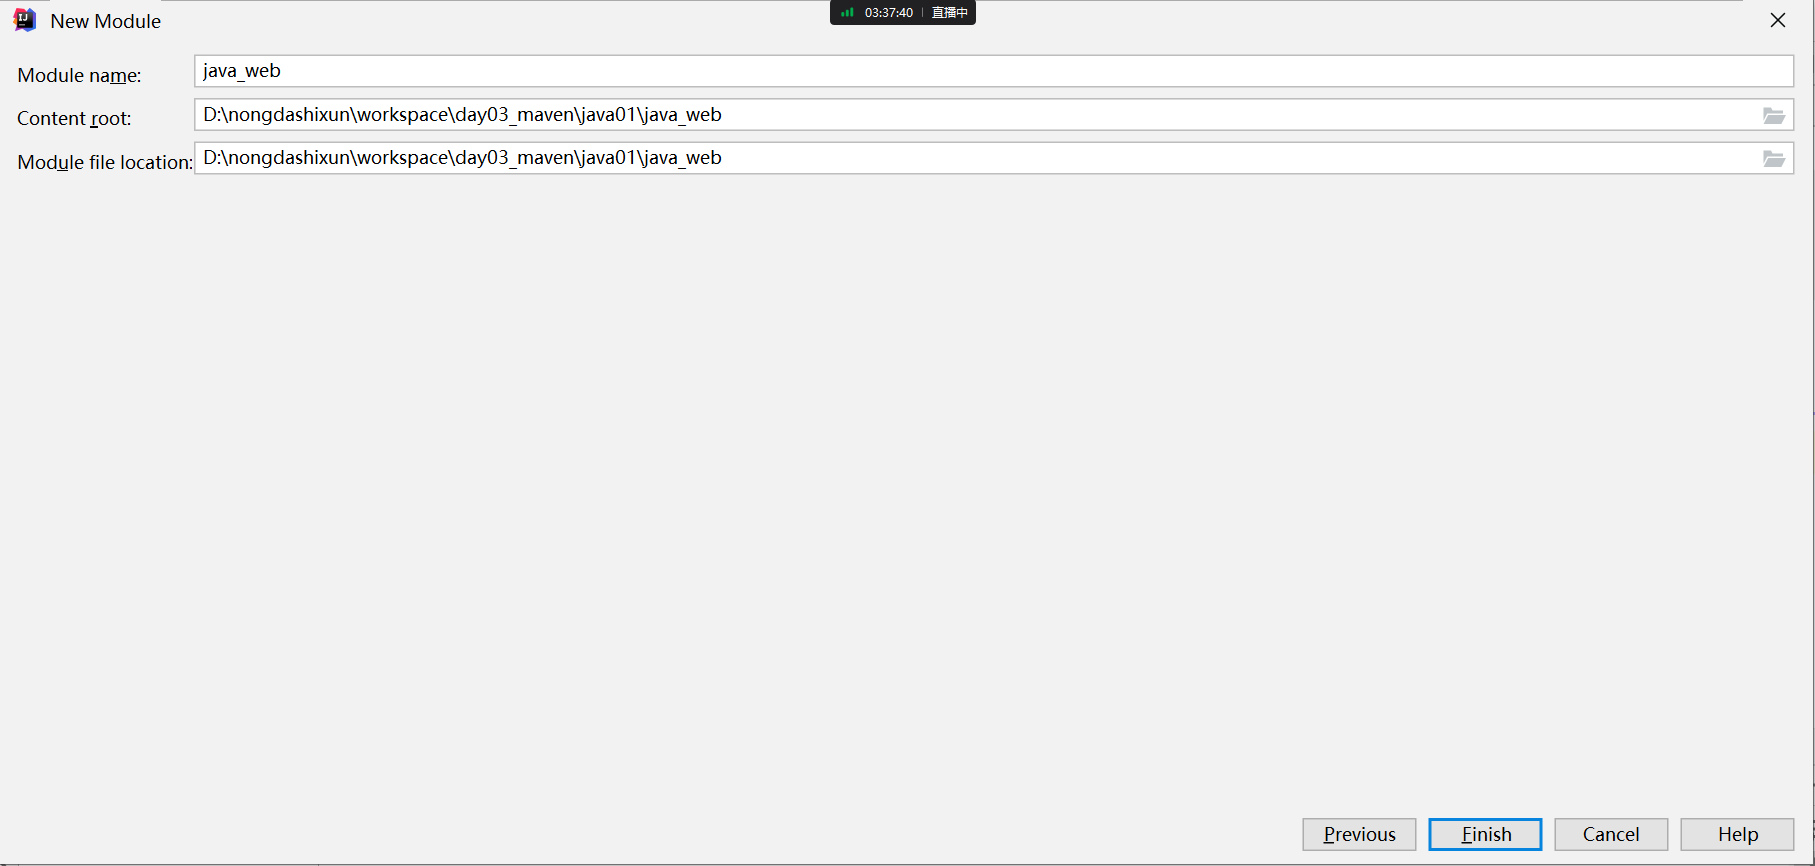 New Module
03:37:40 直播中
Module name: java_web
Content root: D:\nongdashixun\workspace\day03_maven\java01\java_web
Module file location: D:\nongdashixun\workspace\day03_maven\java01\java_web
Previous Finish Cancel Help